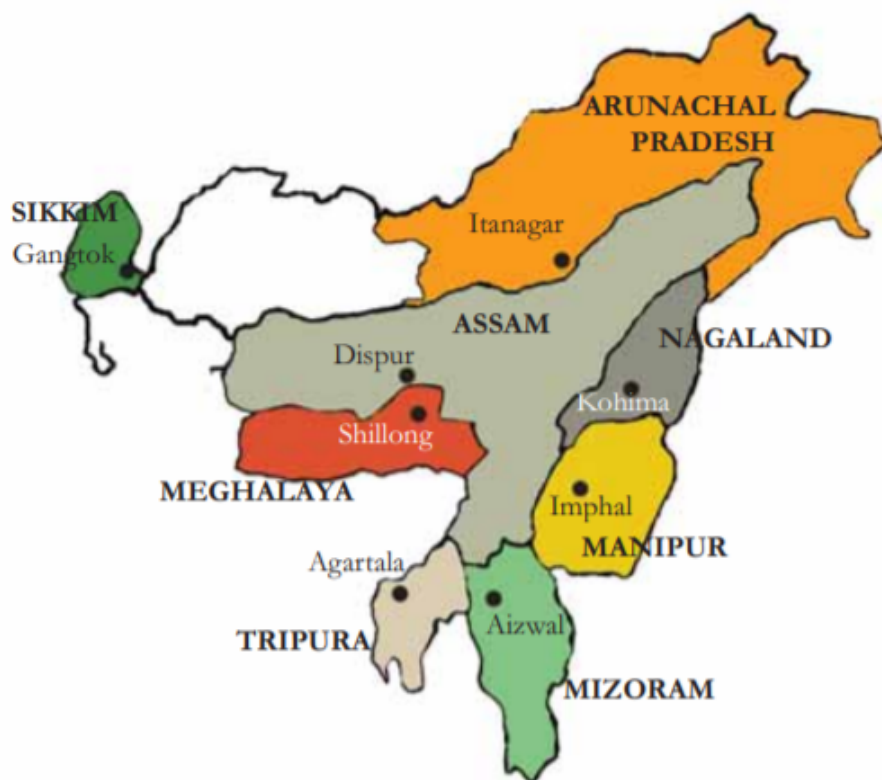 ARUNACHAL
PRADESH
SIKKIM
Gangtok
Itanagar
ASSAM
NAGALAND
Dispur
Kohima
Shillong
MEGHALAYA
Imphal
MANIPUR
Agartala
TRIPURA
Aizwal
MIZORAM